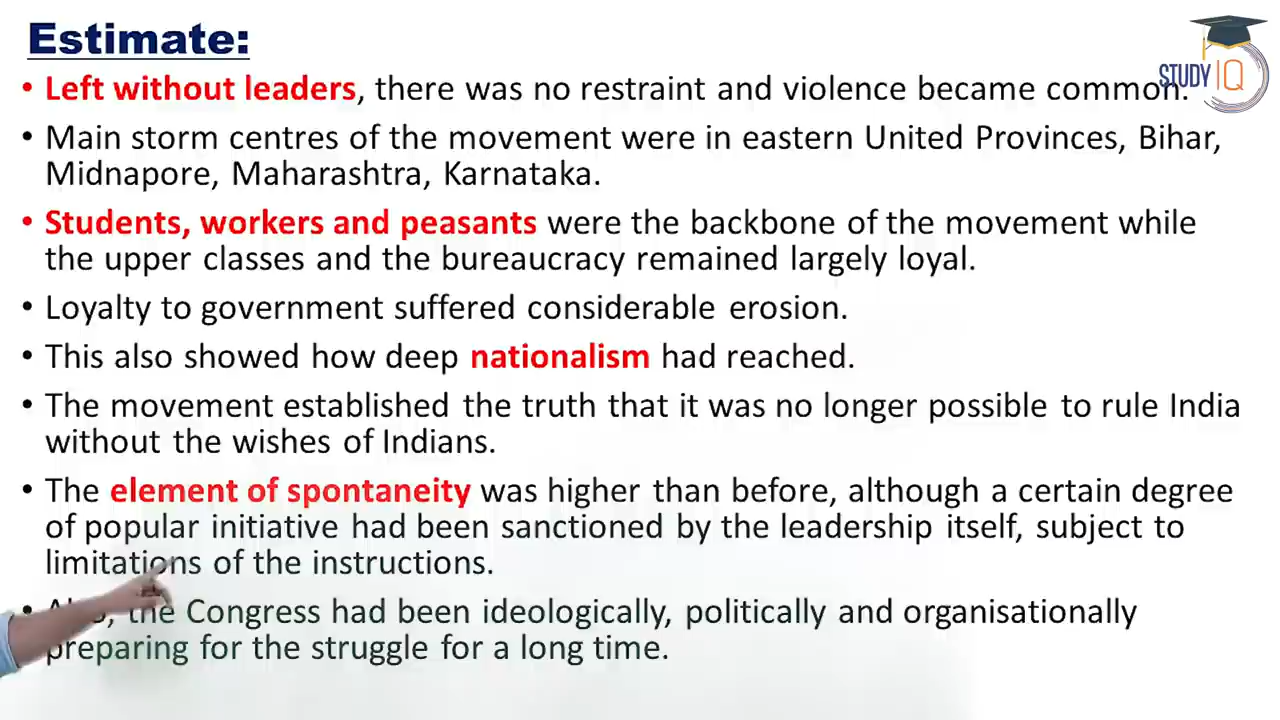 Estimate:
• Left without leaders, there was no restraint and violence became common.
• Main storm centres of the movement were in eastern United Provinces, Bihar,
Midnapore, Maharashtra, Karnataka.
• Students, workers and peasants were the backbone of the movement while
the upper classes and the bureaucracy remained largely loyal.
• Loyalty to government suffered considerable erosion.
• This also showed how deep nationalism had reached.
• The movement established the truth that it was no longer possible to rule India
without the wishes of Indians.
• The element of spontaneity was higher than before, although a certain degree
of popular initiative had been sanctioned by the leadership itself, subject to
limitations of the instructions.
• Also, the Congress had been ideologically, politically and organisationally
preparing for the struggle for a long time.
STUDY IQ